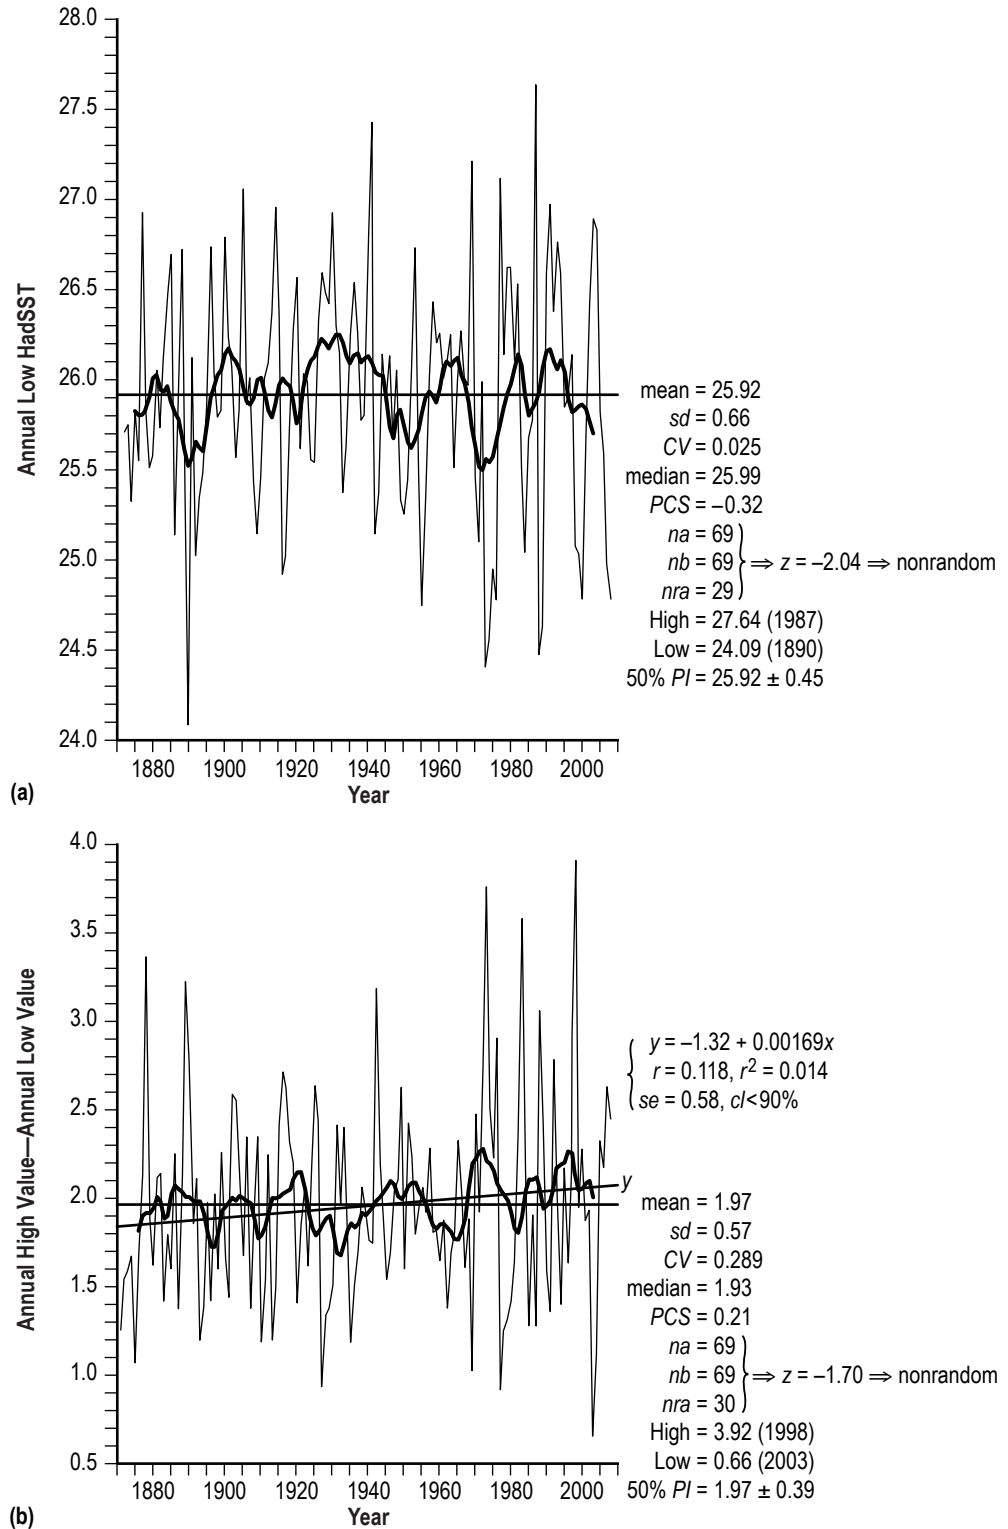 28.0
27.5
27.0
26.5
26.0
25.5
25.0
24.5
24.0
Annual Low HadSST
1880 1900 1920 1940 1960 1980 2000
Year
(a)
mean = 25.92
sd = 0.66
CV = 0.025
median = 25.99
PCS = –0.32
na = 69
nb = 69 ⇒ z = –2.04 ⇒ nonrandom
nra = 29
High = 27.64 (1987)
Low = 24.09 (1890)
50% PI = 25.92 ± 0.45
4.0
3.5
3.0
2.5
2.0
1.5
1.0
0.5
Annual High Value—Annual Low Value
1880 1900 1920 1940 1960 1980 2000
Year
(b)
y = –1.32 + 0.00169x
r = 0.118, r² = 0.014
se = 0.58, cl<90%
y
mean = 1.97
sd = 0.57
CV = 0.289
median = 1.93
PCS = 0.21
na = 69
nb = 69 ⇒ z = –1.70 ⇒ nonrandom
nra = 30
High = 3.92 (1998)
Low = 0.66 (2003)
50% PI = 1.97 ± 0.39